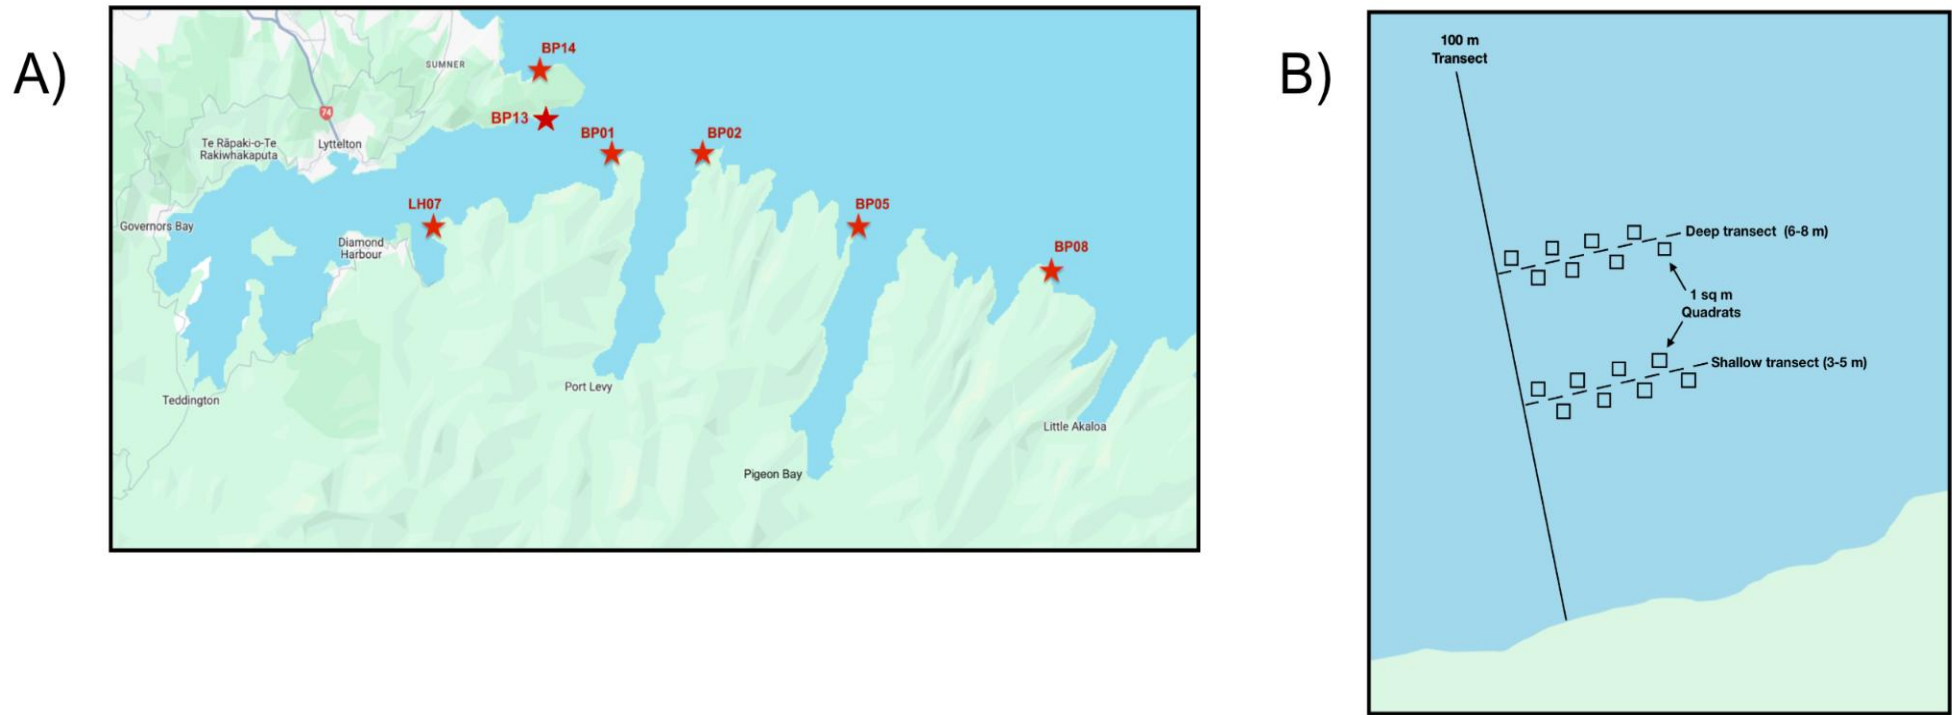 A)
BP14
SUMNER
74
BP13
BP01
BP02
Te Rāpaki-o-Te
Rakiwhakaputa
Lyttelton
LH07
BP05
Governors Bay
Diamond
Harbour
BP08
Port Levy
Teddington
Little Akaloa
Pigeon Bay
B)
100 m
Transect
Deep transect (6-8 m)
1 sq m
Quadrats
Shallow transect (3-5 m)